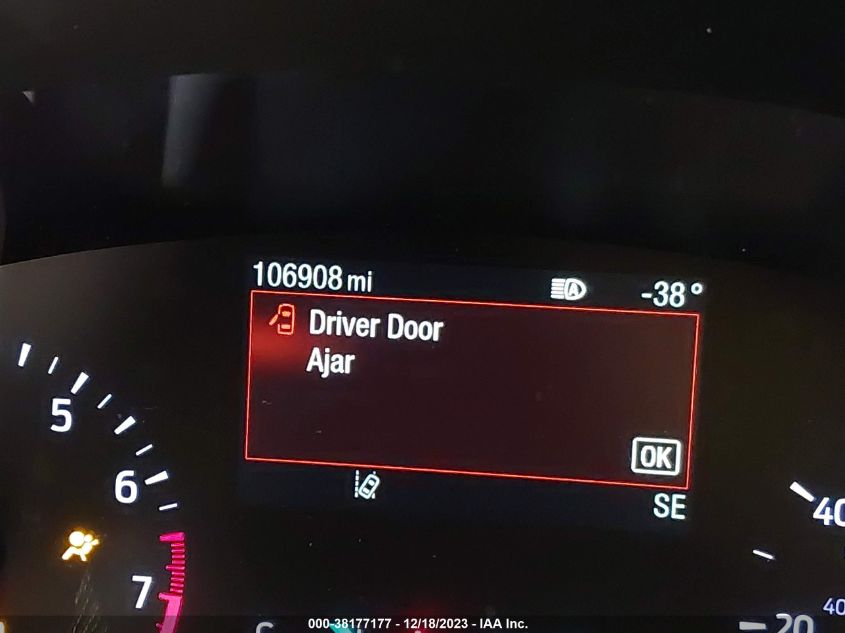 106908 mi
-38°
Driver Door
Ajar
OK
SE
5
6
7
40
40
20
C
000-38177177 - 12/18/2023 - IAA Inc.